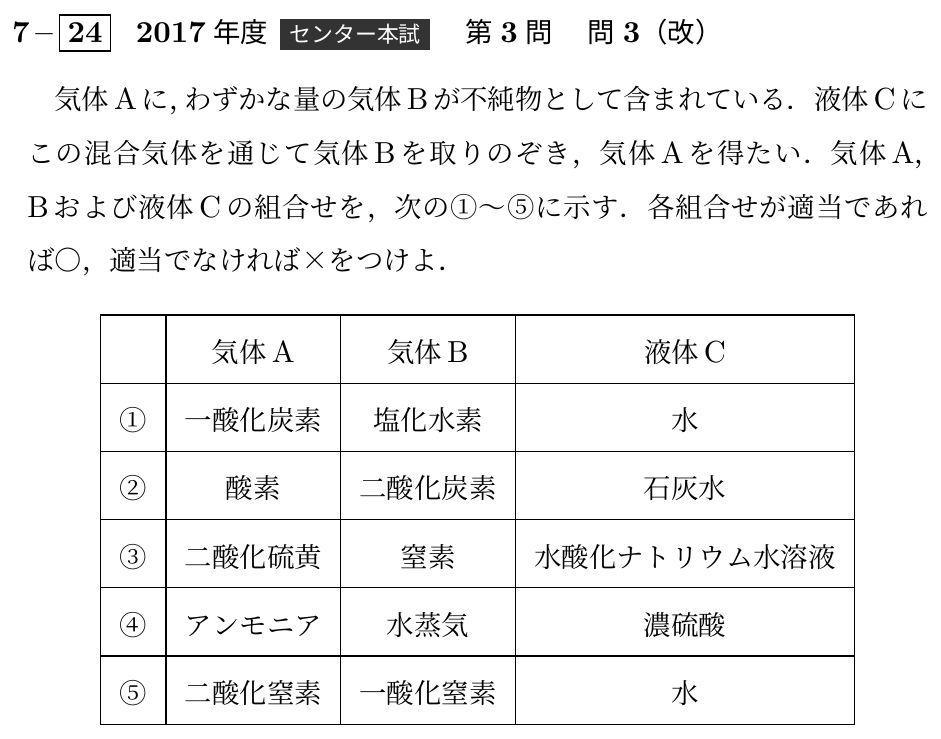 7－24 2017 年度 センター本試 第 3 問 問 3（改）
気体 A に，わずかな量の気体 B が不純物として含まれている．液体 C に
この混合気体を通じて気体 B を取りのぞき，気体 A を得たい．気体 A，
B および液体 C の組合せを，次の①～⑤に示す．各組合せが適当であれ
ば○，適当でなければ×をつけよ．
気体 A 気体 B 液体 C
① 一酸化炭素 塩化水素 水
② 酸素 二酸化炭素 石灰水
③ 二酸化硫黄 窒素 水酸化ナトリウム水溶液
④ アンモニア 水蒸気 濃硫酸
⑤ 二酸化窒素 一酸化窒素 水